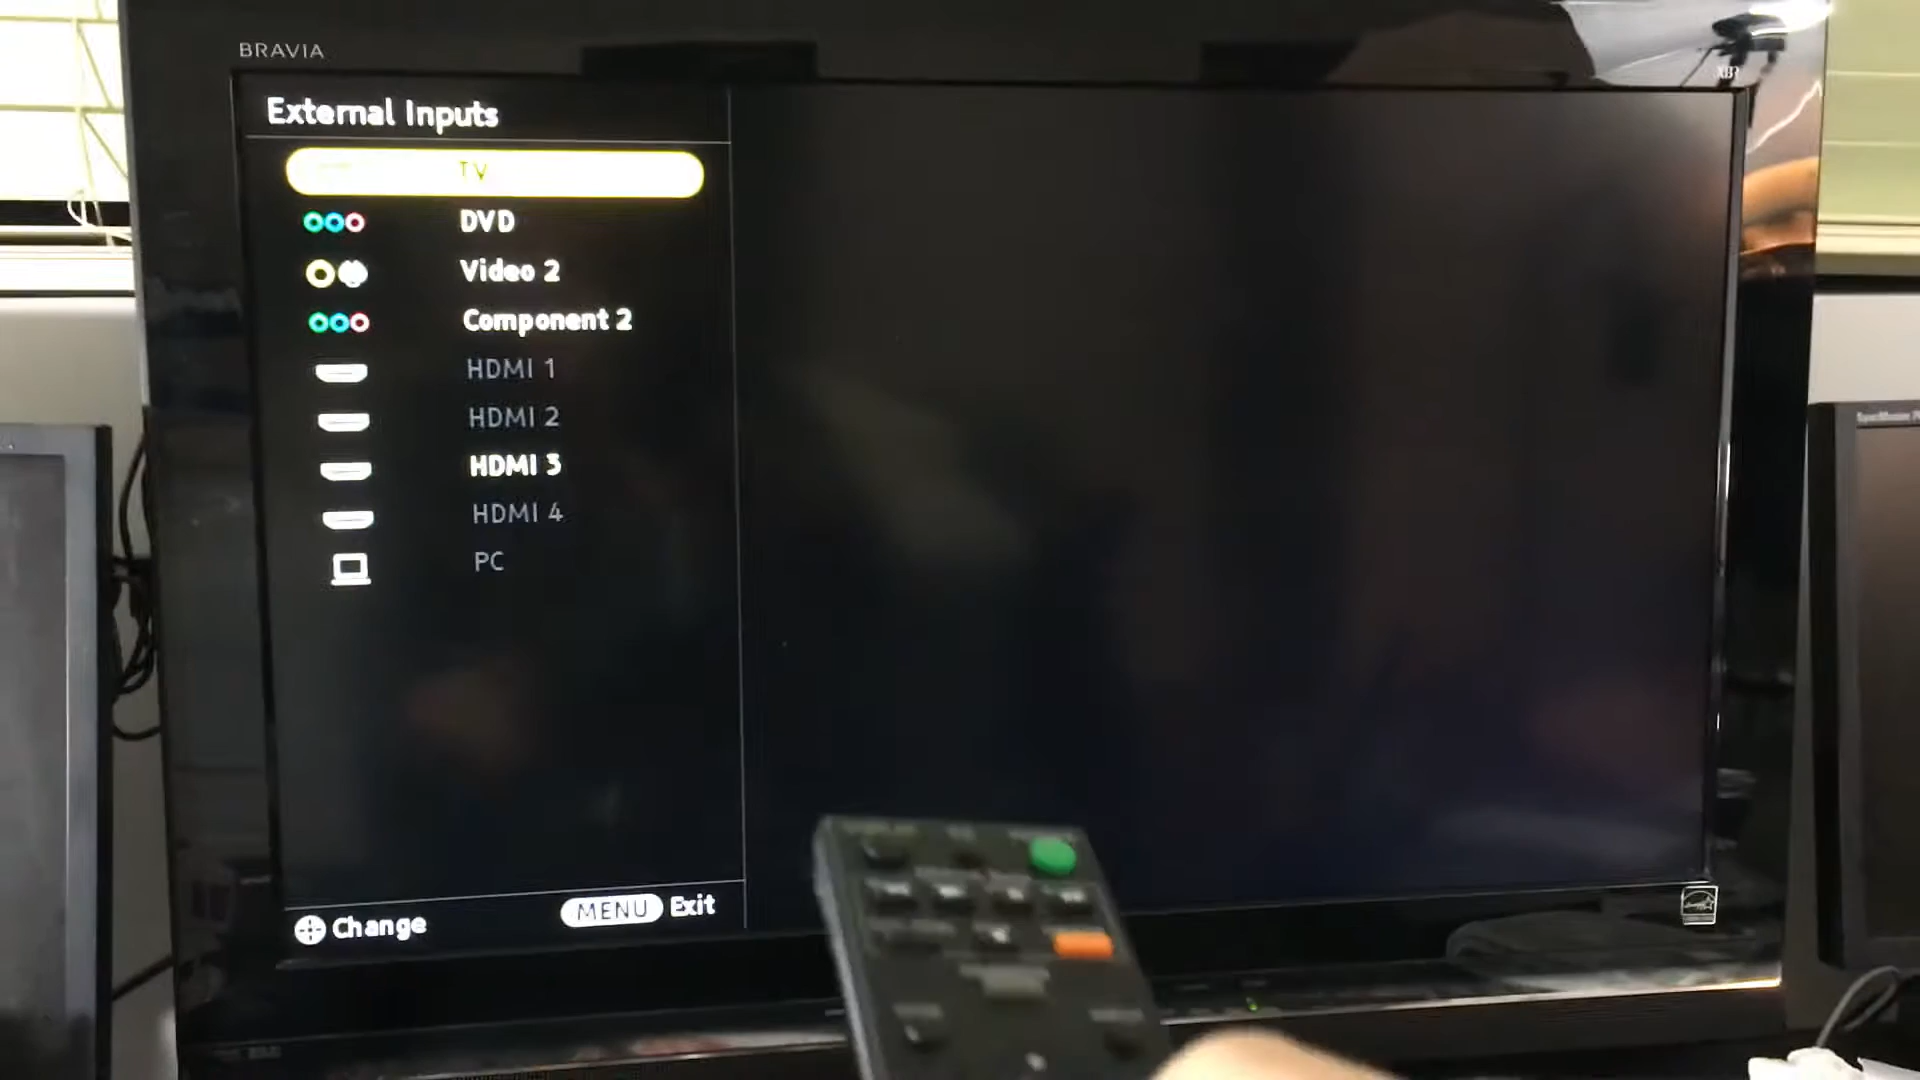 BRAVIA
XBR
External Inputs
TV
DVD
Video 2
Component 2
HDMI 1
HDMI 2
HDMI 3
HDMI 4
PC
Change
MENU Exit